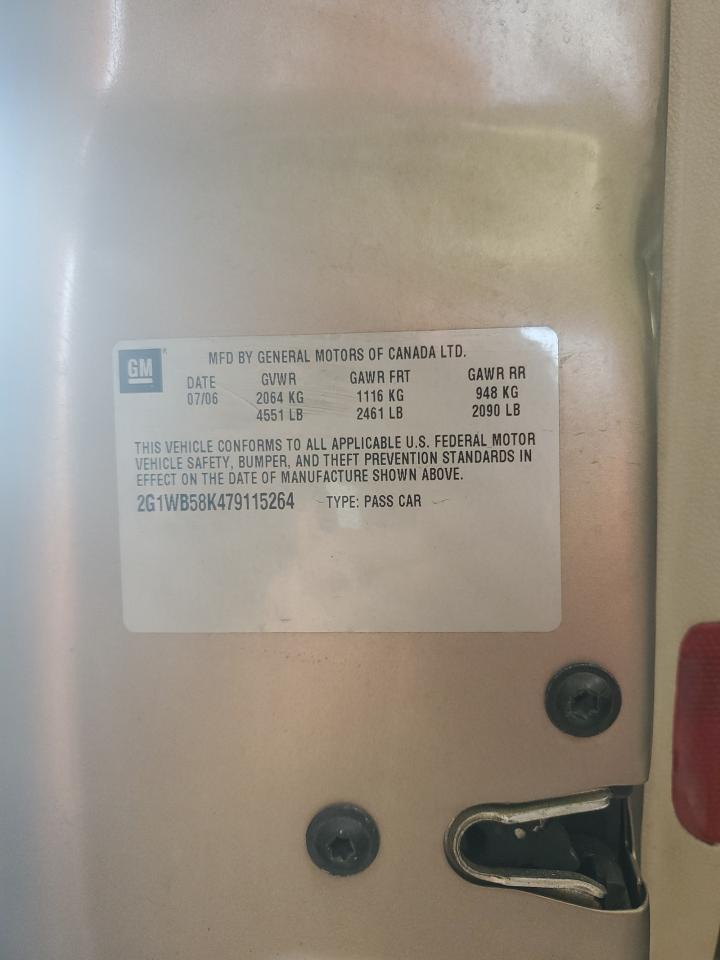 GM
MFD BY GENERAL MOTORS OF CANADA LTD.
DATE GVWR GAWR FRT GAWR RR
07/06 2064 KG 1116 KG 948 KG
4551 LB 2461 LB 2090 LB
THIS VEHICLE CONFORMS TO ALL APPLICABLE U.S. FEDERAL MOTOR
VEHICLE SAFETY, BUMPER, AND THEFT PREVENTION STANDARDS IN
EFFECT ON THE DATE OF MANUFACTURE SHOWN ABOVE.
2G1WB58K479115264 TYPE: PASS CAR